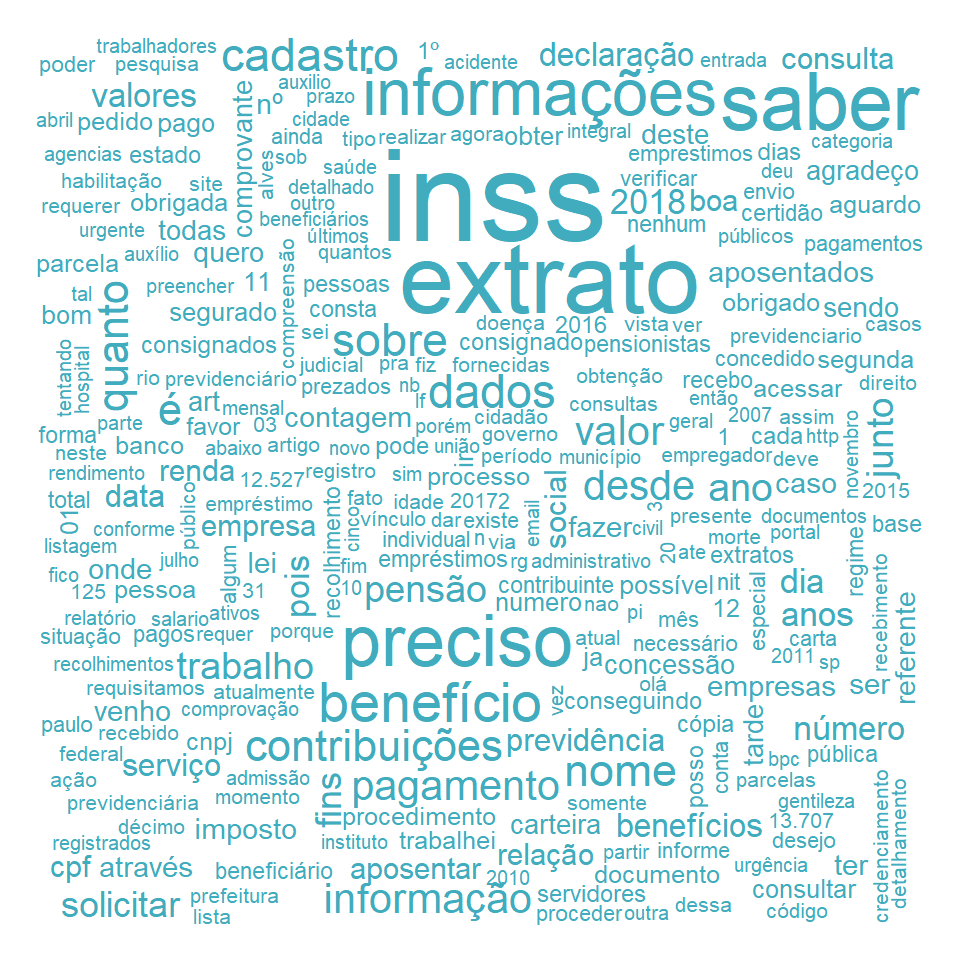 trabalhadores
cadastro
1º
acidente
declaração
entrada
consulta
poder
pesquisa
auxilio
informações
saber
valores
comprovante
nº
prazo
cidade
abril
pedido
pago
ainda
tipo
realizar
agora
obter
integral
deste
categoria
agencias
estado
alves
sob
saúde
emprestimos
dias
deu
agradeço
habilitação
site
detalhado
inss
verificar
envio
requerer
obrigada
outro
beneficiários
2018
boa
certidão
aguardo
urgente
todas
últimos
nenhum
públicos
parcela
auxílio
quero
quantos
extrato
pagamentos
tal
quanto
preencher
11
compreensão
pessoas
aposentados
bom
segurado
consta
obrigado
sendo
sei
sobre
doença
2016
vista
ver
previdenciario
casos
tentando
hospital
consignados
judicial
pra
fiz
fornecidas
consignado
pensionistas
concedido
segunda
rio
previdenciário
prezados
nb
lf
dados
obtenção
recebo
então
acessar
direito
parte
é
art
mensal
contagem
porém
cidadão
consultas
geral
2007
assim
junto
forma
favor
03
governo
valor
1
cada
http
neste
banco
abaixo
artigo
novo
pode
união
ir
período
município
empregador
deve
novembro
rendimento
renda
12.527
registro
sim
processo
social
desde
ano
caso
2015
total
01
data
público
empréstimo
recolhimento
fato
idade
20172
email
3
presente
documentos
conforme
empresa
cinco
vínculo
dar
existe
fazer
civil
morte
portal
base
listagem
pois
individual
n
via
20
ate
extratos
regime
fico
julho
onde
algum
lei
fim
empréstimos
rg
administrativo
125
pessoa
31
10
pensão
contribuinte
possível
nit
dia
especial
relatório
salario
ativos
numero
nao
pi
mês
12
anos
recebimento
referente
situação
pagos
requer
porque
preciso
atual
necessário
carta
recolhimentos
trabalho
ja
concessão
2011
sp
requisitamos
atualmente
benefício
vez
olá
empresas
ser
paulo
venho
comprovação
conseguindo
cópia
tarde
número
recebido
cnpj
contribuições
previdência
posso
conta
federal
serviço
bpc
pública
ação
admissão
fins
pagamento
nome
parcelas
credenciamento
detalhamento
previdenciária
momento
somente
gentileza
décimo
imposto
procedimento
carteira
benefícios
13.707
registrados
instituto
trabalhei
desejo
cpf
através
beneficiário
aposentar
relação
partir
informe
urgência
ter
2010
documento
consultar
solicitar
prefeitura
informação
servidores
lista
proceder
outra
dessa
código